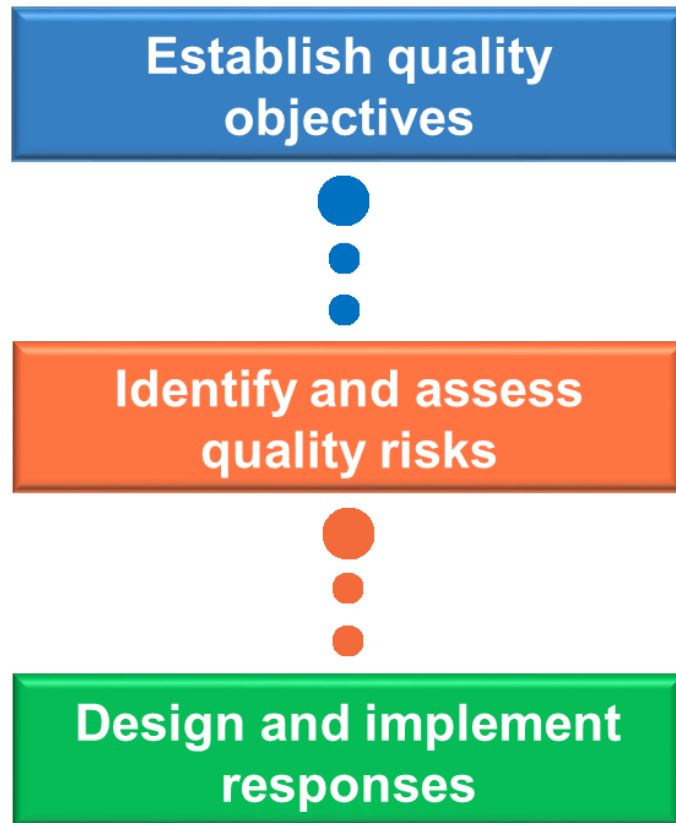 Establish quality
objectives
Identify and assess
quality risks
Design and implement
responses